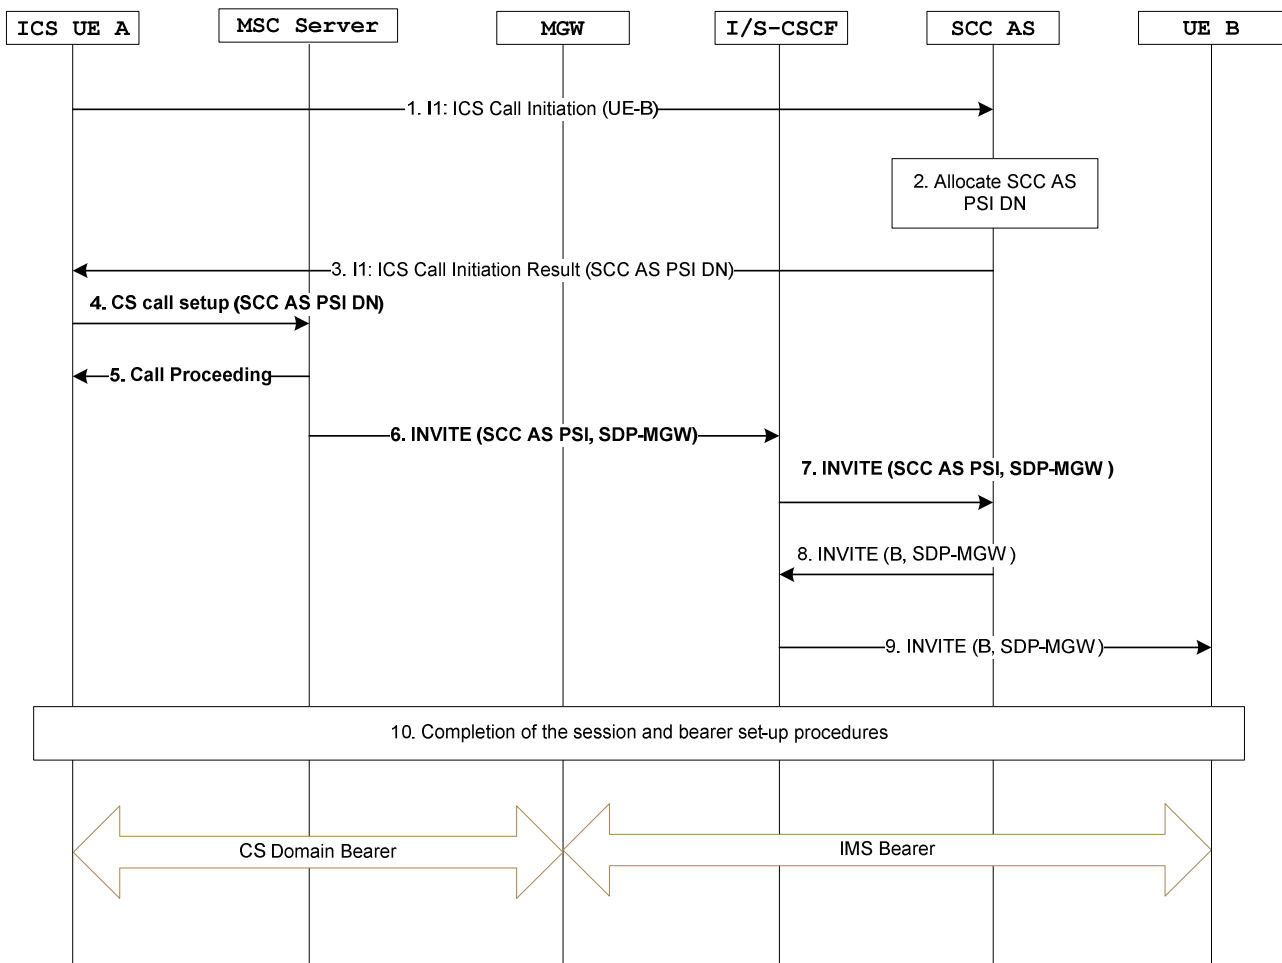 ICS UE A
MSC Server
MGW
I/S-CSCF
SCC AS
UE B
1. I1: ICS Call Initiation (UE-B)
2. Allocate SCC AS
PSI DN
3. I1: ICS Call Initiation Result (SCC AS PSI DN)
4. CS call setup (SCC AS PSI DN)
5. Call Proceeding
6. INVITE (SCC AS PSI, SDP-MGW)
7. INVITE (SCC AS PSI, SDP-MGW )
8. INVITE (B, SDP-MGW )
9. INVITE (B, SDP-MGW )
10. Completion of the session and bearer set-up procedures
CS Domain Bearer
IMS Bearer